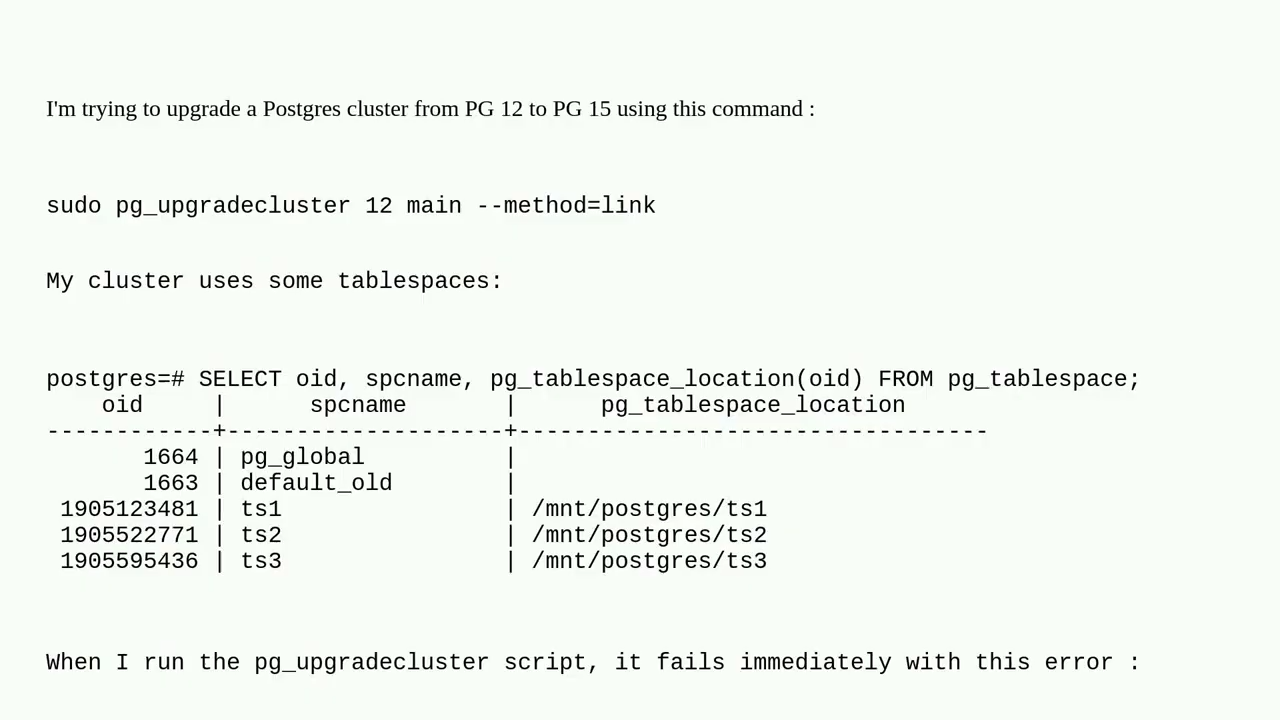 I'm trying to upgrade a Postgres cluster from PG 12 to PG 15 using this command :
sudo pg_upgradecluster 12 main --method=link
My cluster uses some tablespaces:
postgres=# SELECT oid, spcname, pg_tablespace_location(oid) FROM pg_tablespace;
    oid     |      spcname       |      pg_tablespace_location
------------+--------------------+----------------------------------
       1664 | pg_global          |
       1663 | default_old        |
 1905123481 | ts1                | /mnt/postgres/ts1
 1905522771 | ts2                | /mnt/postgres/ts2
 1905595436 | ts3                | /mnt/postgres/ts3
When I run the pg_upgradecluster script, it fails immediately with this error :